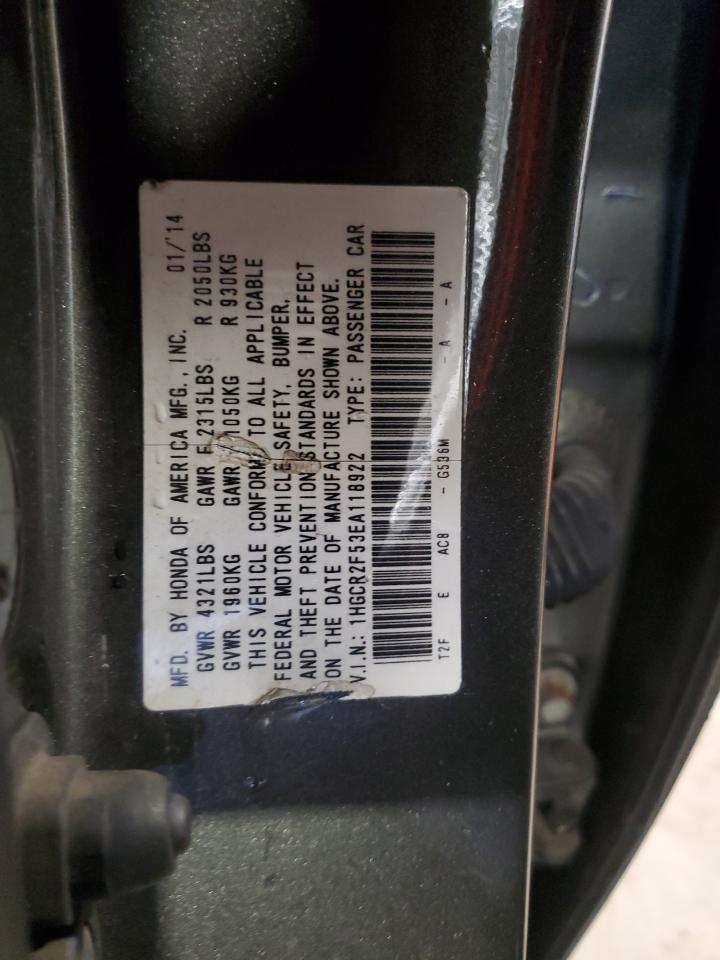 MFD. BY HONDA OF AMERICA MFG., INC. 01/'14
GVWR 4321LBS GAWR F 2315LBS R 2050LBS
GVWR 1960KG GAWR 1050KG R 930KG
THIS VEHICLE CONFORMS TO ALL APPLICABLE
FEDERAL MOTOR VEHICLE SAFETY, BUMPER,
AND THEFT PREVENTION STANDARDS IN EFFECT
ON THE DATE OF MANUFACTURE SHOWN ABOVE.
V.I.N.: 1HGCR2F53EA118922 TYPE: PASSENGER CAR
T2F E AC8 - G536M - A - A